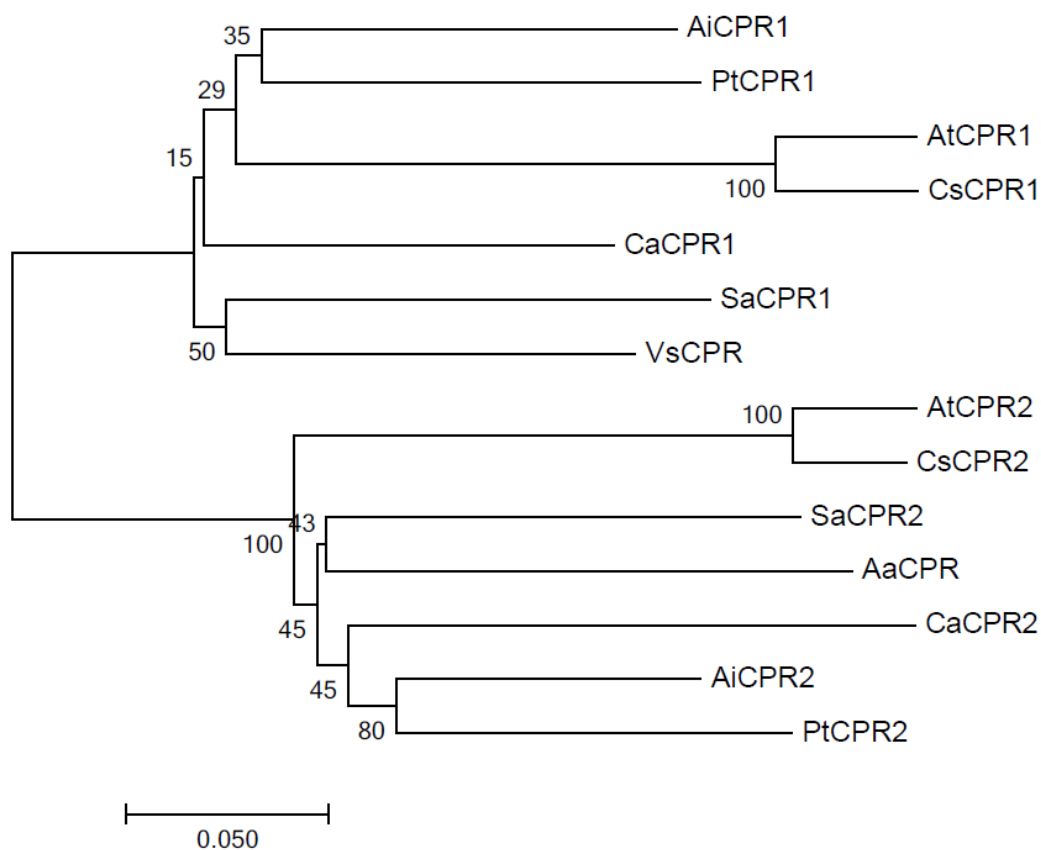 35
AiCPR1
PtCPR1
29
AtCPR1
15
100
CsCPR1
CaCPR1
SaCPR1
50
VsCPR
100
AtCPR2
CsCPR2
43
SaCPR2
100
AaCPR
45
CaCPR2
45
AiCPR2
80
PtCPR2
0.050